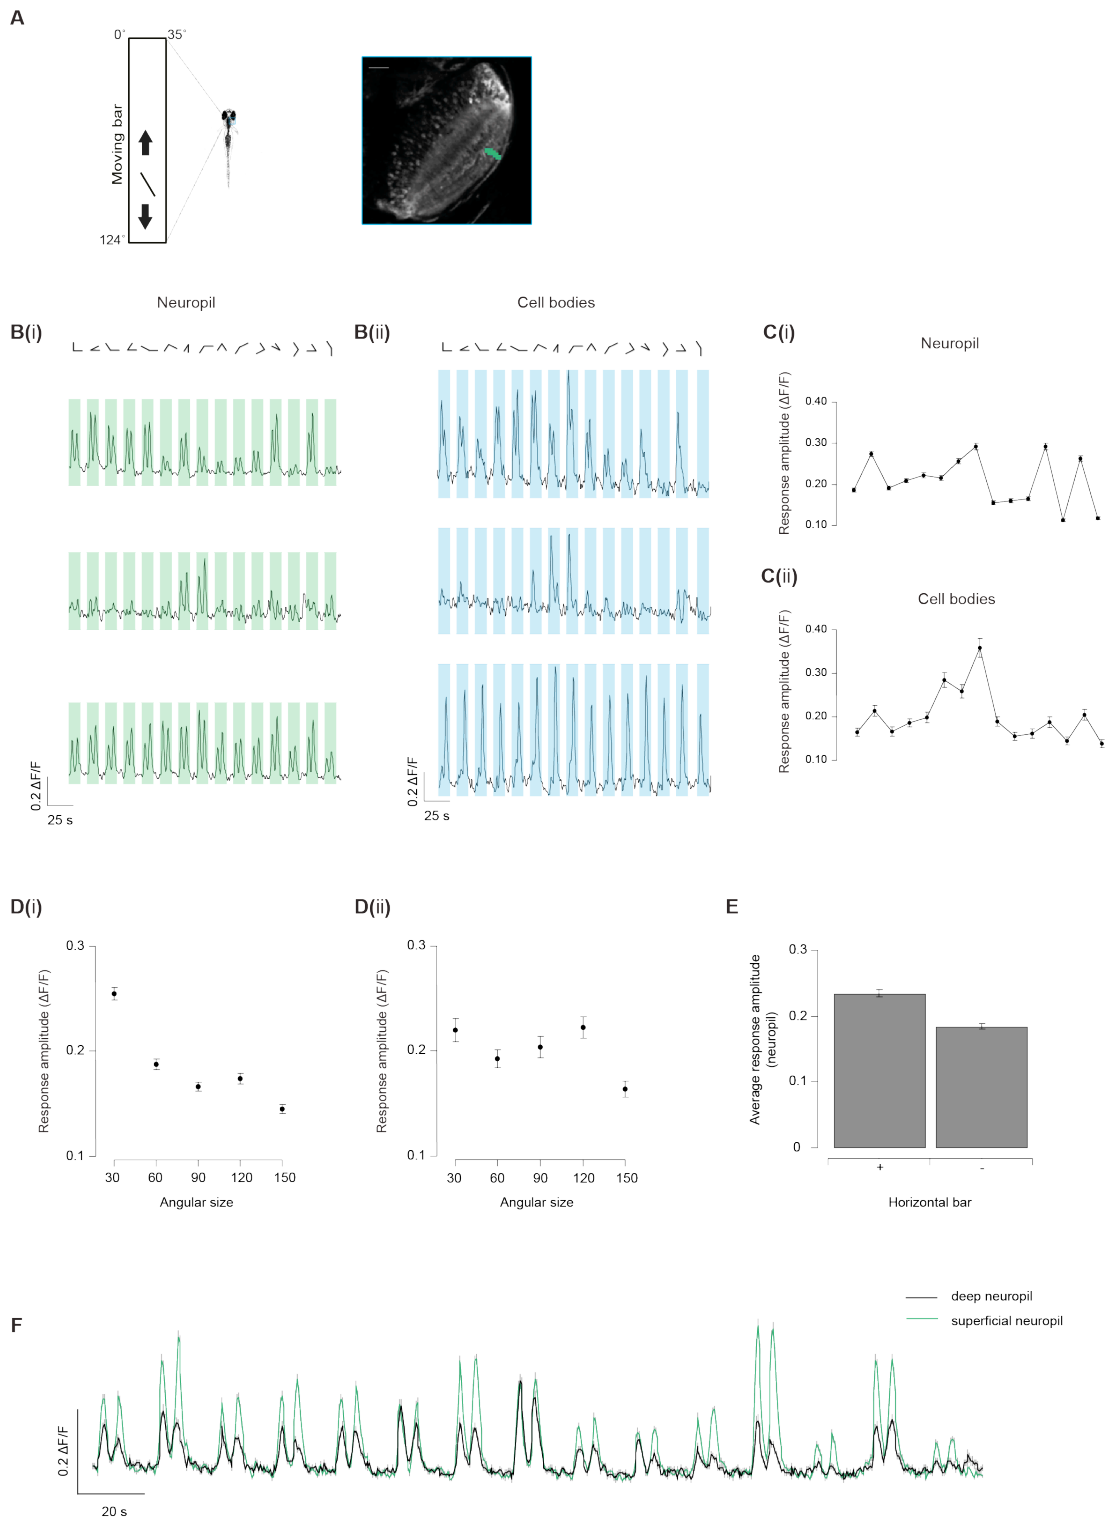 A
0° 35°
Moving bar
124°
Neuropil
Cell bodies
B(i)
B(ii)
C(i)
Neuropil
Response amplitude (ΔF/F)
0.40
0.30
0.20
0.10
C(ii)
Cell bodies
Response amplitude (ΔF/F)
0.40
0.30
0.20
0.10
0.2 ΔF/F
25 s
0.2 ΔF/F
25 s
D(i)
Response amplitude (ΔF/F)
0.3
0.2
0.1
30 60 90 120 150
Angular size
D(ii)
Response amplitude (ΔF/F)
0.3
0.2
0.1
30 60 90 120 150
Angular size
E
Average response amplitude
(neuropil)
0.3
0.2
0.1
0
+ -
Horizontal bar
deep neuropil
superficial neuropil
F
0.2 ΔF/F
20 s